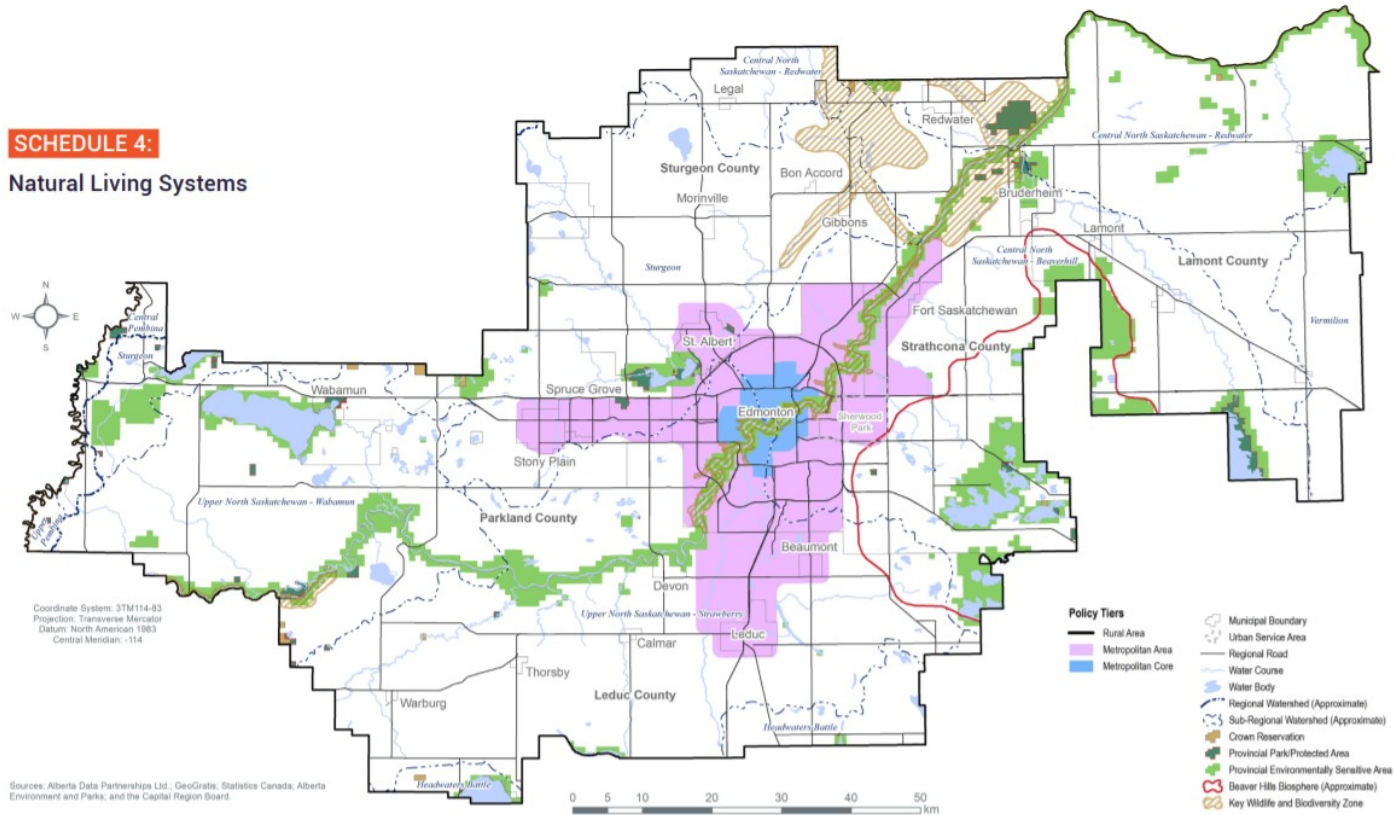 SCHEDULE 4:
Natural Living Systems
Central North
Saskatchewan - Redwater
Legal
Redwater
Central North Saskatchewan - Redwater
Sturgeon County
Bon Accord
Morinville
Bruderheim
Gibbons
Lamont
Central North
Saskatchewan - Beaverhill
Lamont County
Sturgeon
N
W
E
S
Central
Pembina
Sturgeon
Fort Saskatchewan
Vermilion
St. Albert
Strathcona County
Wabamun
Spruce Grove
Edmonton
Sherwood
Park
Stony Plain
Upper North Saskatchewan - Wabamun
Parkland County
Upper
Pembina
Beaumont
Devon
Upper North Saskatchewan - Strawberry
Leduc
Calmar
Thorsby
Leduc County
Warburg
Headwaters Battle
Headwaters Battle
Coordinate System: 3TM114-83
Projection: Transverse Mercator
Datum: North American 1983
Central Meridian: -114
Policy Tiers
Rural Area
Metropolitan Area
Metropolitan Core
Municipal Boundary
Urban Service Area
Regional Road
Water Course
Water Body
Regional Watershed (Approximate)
Sub-Regional Watershed (Approximate)
Crown Reservation
Provincial Park/Protected Area
Provincial Environmentally Sensitive Area
Beaver Hills Biosphere (Approximate)
Key Wildlife and Biodiversity Zone
Sources: Alberta Data Partnerships Ltd.; GeoGratis; Statistics Canada; Alberta
Environment and Parks; and the Capital Region Board.
0 5 10 20 30 40 50
km